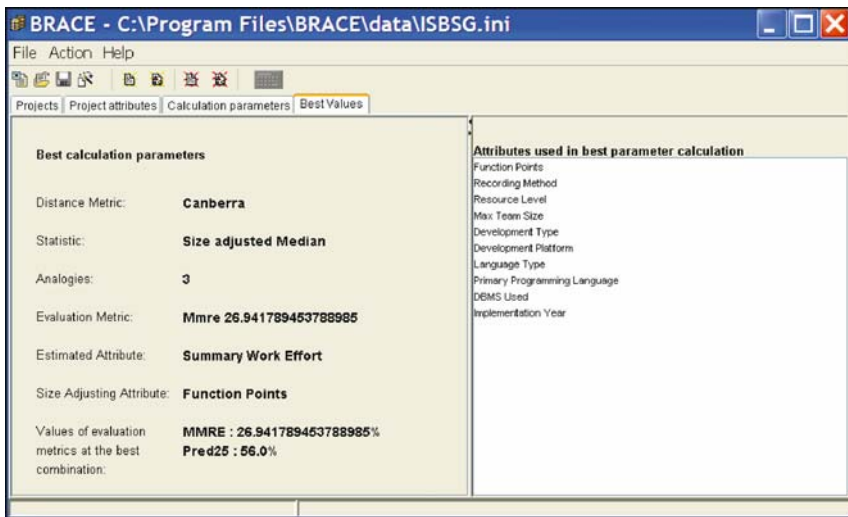 BRACE - C:\Program Files\BRACE\data\ISBSG.ini
File Action Help
Projects Project attributes Calculation parameters Best Values
Best calculation parameters
Distance Metric: Canberra
Statistic: Size adjusted Median
Analogies: 3
Evaluation Metric: Mmre 26.941789453788985
Estimated Attribute: Summary Work Effort
Size Adjusting Attribute: Function Points
Values of evaluation MMRE : 26.941789453788985%
metrics at the best Pred25 : 56.0%
combination:
Attributes used in best parameter calculation
Function Points
Recording Method
Resource Level
Max Team Size
Development Type
Development Platform
Language Type
Primary Programming Language
DBMS Used
Implementation Year